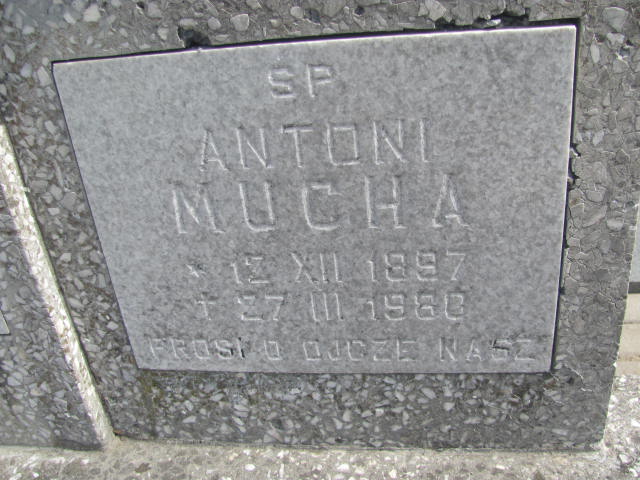 SP
ANTONI
MUCHA
* 12 XII 1897
+ 27 III 1980
PROSI O OJCZE NASZ